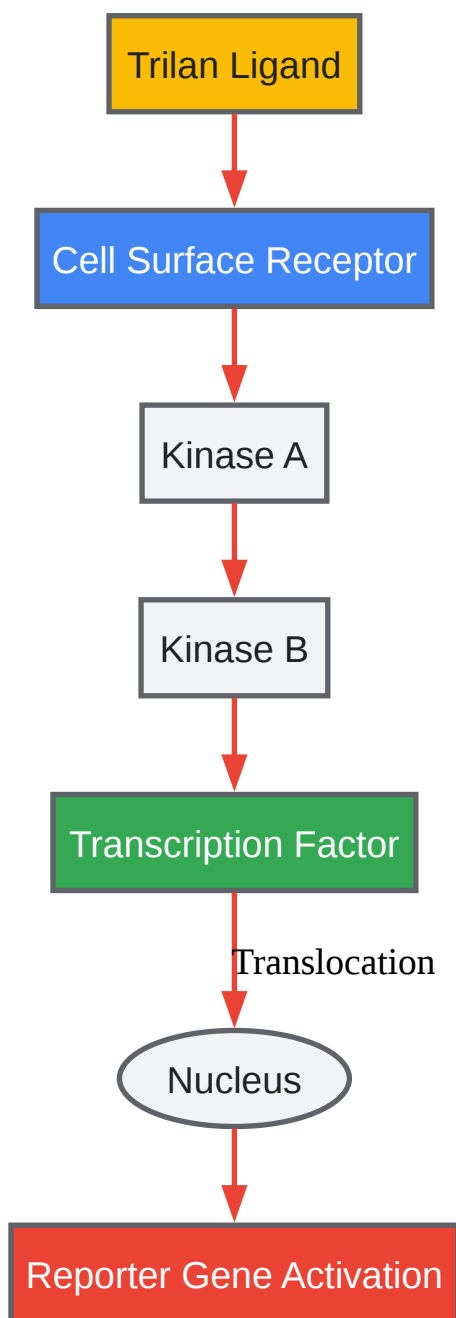 Trilan Ligand
Cell Surface Receptor
Kinase A
Kinase B
Transcription Factor
Translocation
Nucleus
Reporter Gene Activation